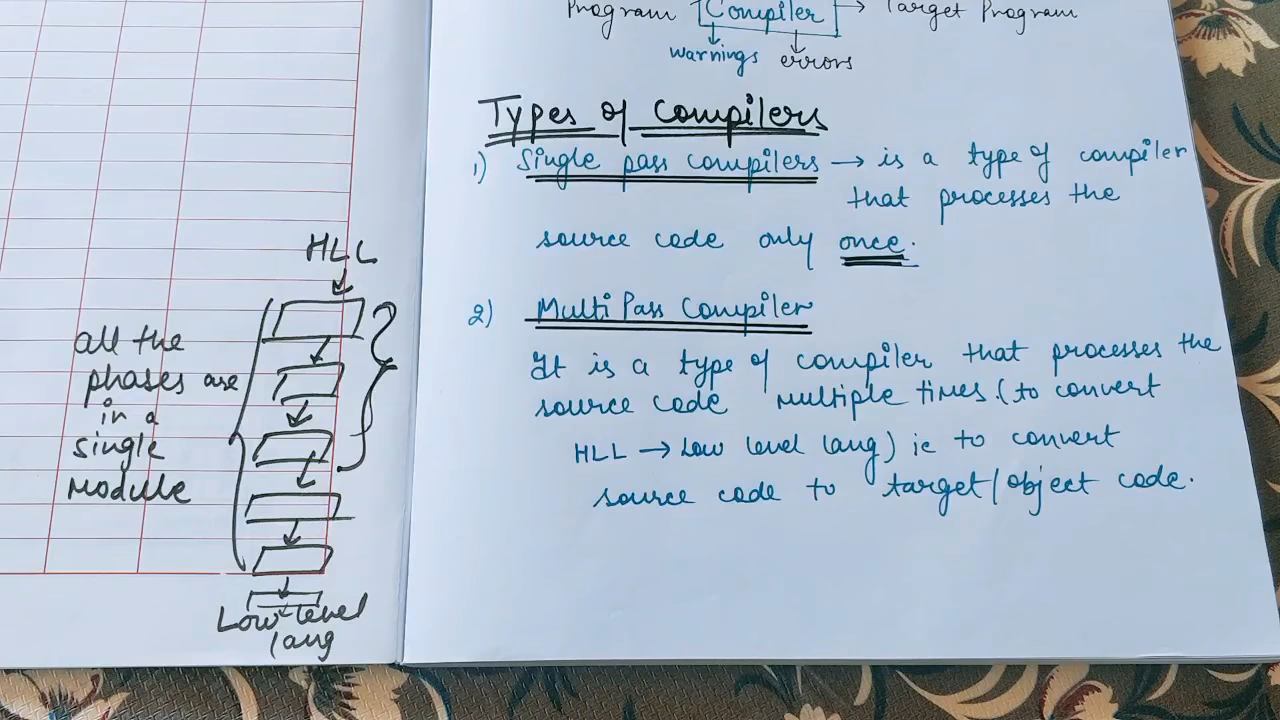 Program Compiler → Target Program
warnings errors
Types of Compilers
1) Single pass compilers → is a type of compiler
that processes the
source code only once.
2) Multi Pass Compiler
It is a type of compiler that processes the
source code multiple times (to convert
HLL → Low level lang) ie to convert
source code to target/object code.
HLL
all the
phases are
in a
single
module
Low level
lang